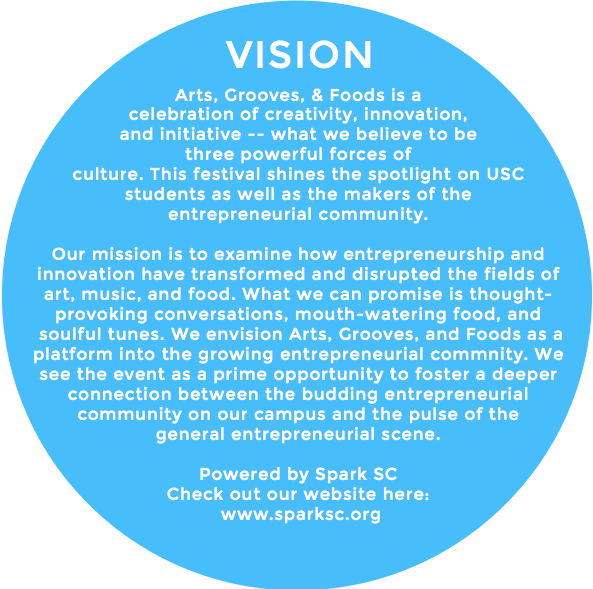 VISION
Arts, Grooves, & Foods is a
celebration of creativity, innovation,
and initiative -- what we believe to be
three powerful forces of
culture. This festival shines the spotlight on USC
students as well as the makers of the
entrepreneurial community.
Our mission is to examine how entrepreneurship and
innovation have transformed and disrupted the fields of
art, music, and food. What we can promise is thought-
provoking conversations, mouth-watering food, and
soulful tunes. We envision Arts, Grooves, and Foods as a
platform into the growing entrepreneurial commnity. We
see the event as a prime opportunity to foster a deeper
connection between the budding entrepreneurial
community on our campus and the pulse of the
general entrepreneurial scene.
Powered by Spark SC
Check out our website here:
www.sparksc.org